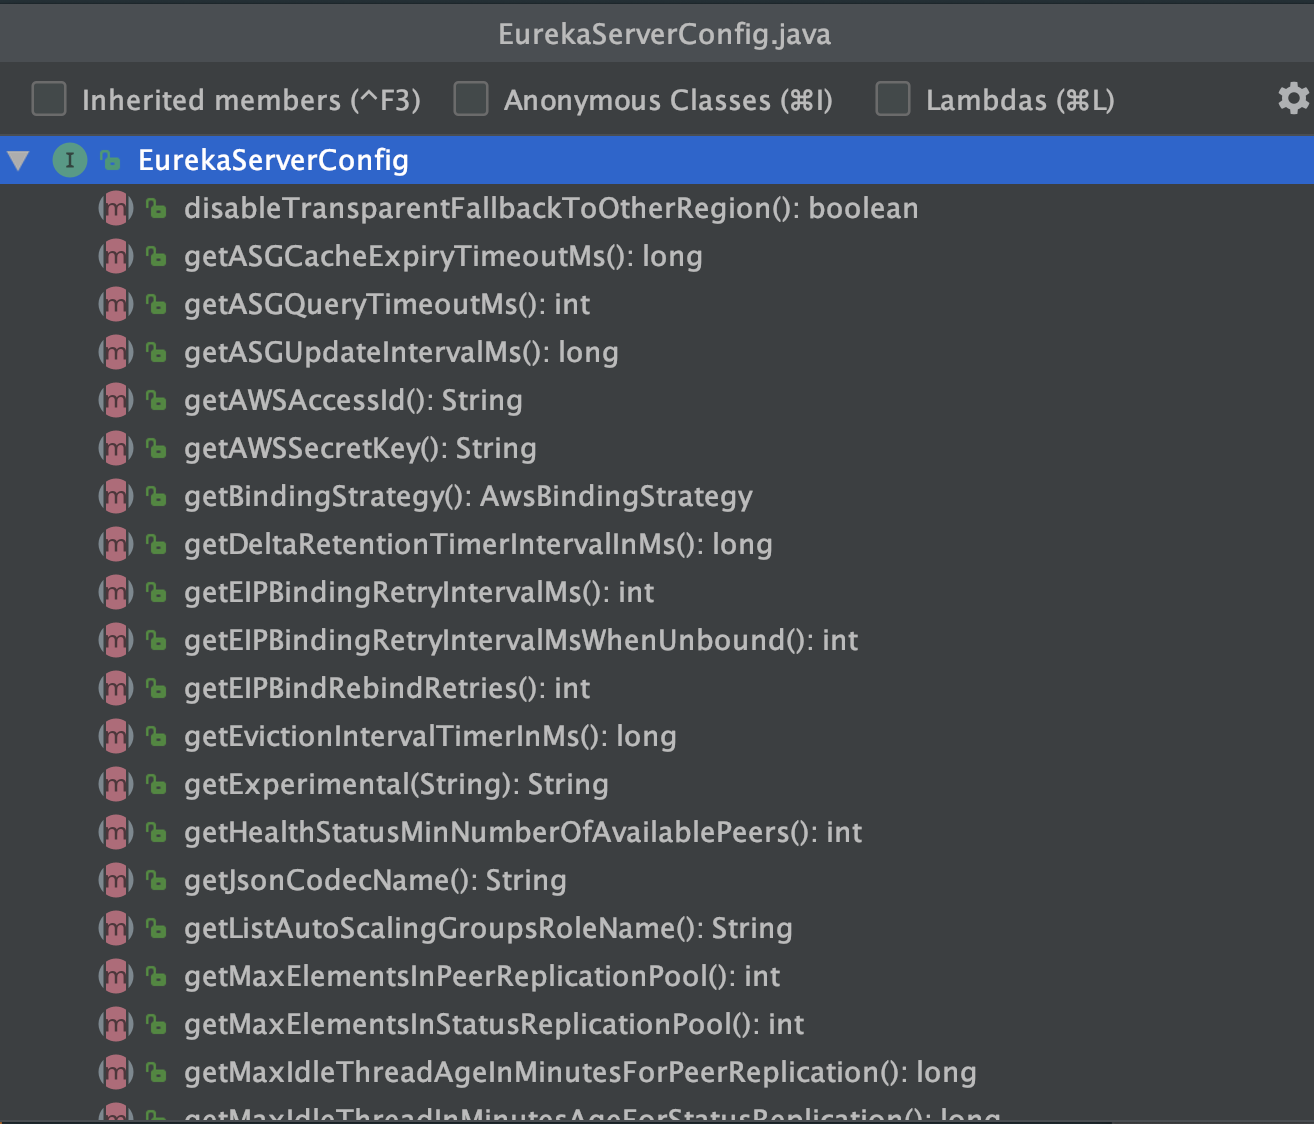 EurekaServerConfig.java
Inherited members (^F3) Anonymous Classes (⌘I) Lambdas (⌘L)
I EurekaServerConfig
m disableTransparentFallbackToOtherRegion(): boolean
m getASGCacheExpiryTimeoutMs(): long
m getASGQueryTimeoutMs(): int
m getASGUpdateIntervalMs(): long
m getAWSAccessId(): String
m getAWSSecretKey(): String
m getBindingStrategy(): AwsBindingStrategy
m getDeltaRetentionTimerIntervalInMs(): long
m getEIPBindingRetryIntervalMs(): int
m getEIPBindingRetryIntervalMsWhenUnbound(): int
m getEIPBindRebindRetries(): int
m getEvictionIntervalTimerInMs(): long
m getExperimental(String): String
m getHealthStatusMinNumberOfAvailablePeers(): int
m getJsonCodecName(): String
m getListAutoScalingGroupsRoleName(): String
m getMaxElementsInPeerReplicationPool(): int
m getMaxElementsInStatusReplicationPool(): int
m getMaxIdleThreadAgeInMinutesForPeerReplication(): long
m getMaxIdleThreadInMinutesAgeForStatusReplication(): long